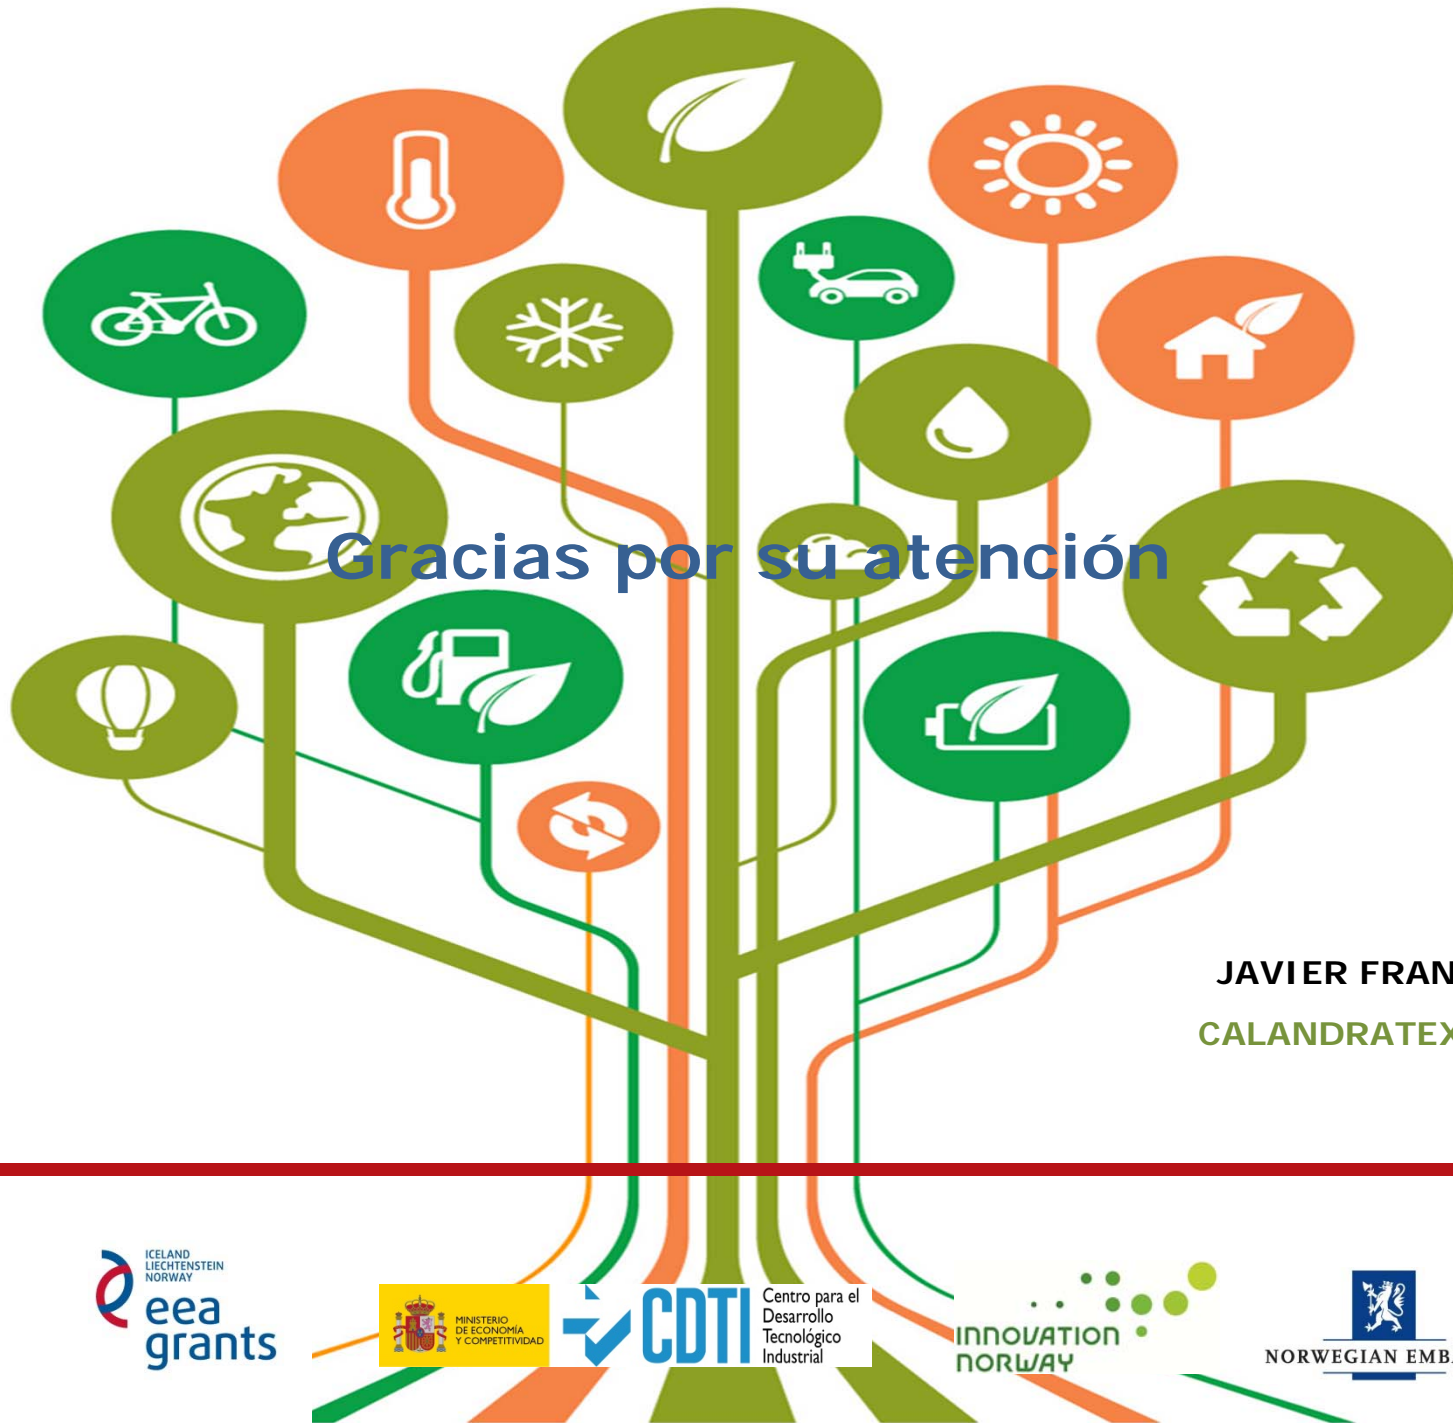 Gracias por su atención
JAVIER FRAN
CALANDRATEX
ICELAND
LIECHTENSTEIN
NORWAY
eea
grants
MINISTERIO
DE ECONOMÍA
Y COMPETITIVIDAD
CDTI
Centro para el
Desarrollo
Tecnológico
Industrial
INNOVATION
NORWAY
NORWEGIAN EMB